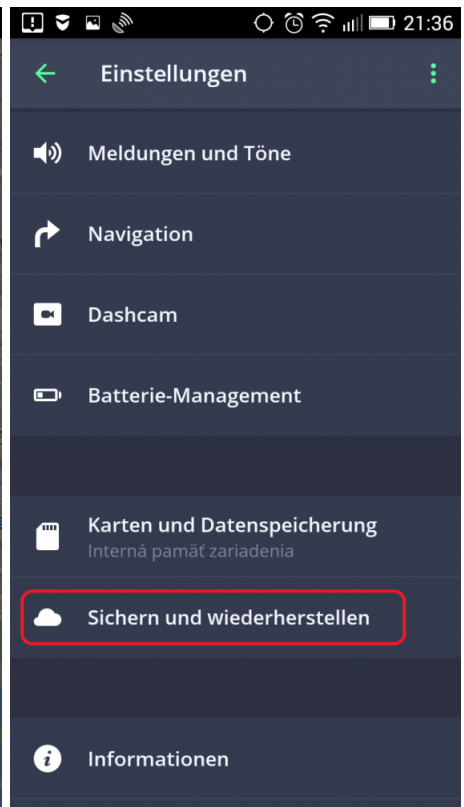 21:36
Einstellungen
Meldungen und Töne
Navigation
Dashcam
Batterie-Management
Karten und Datenspeicherung
Interná pamäť zariadenia
Sichern und wiederherstellen
Informationen